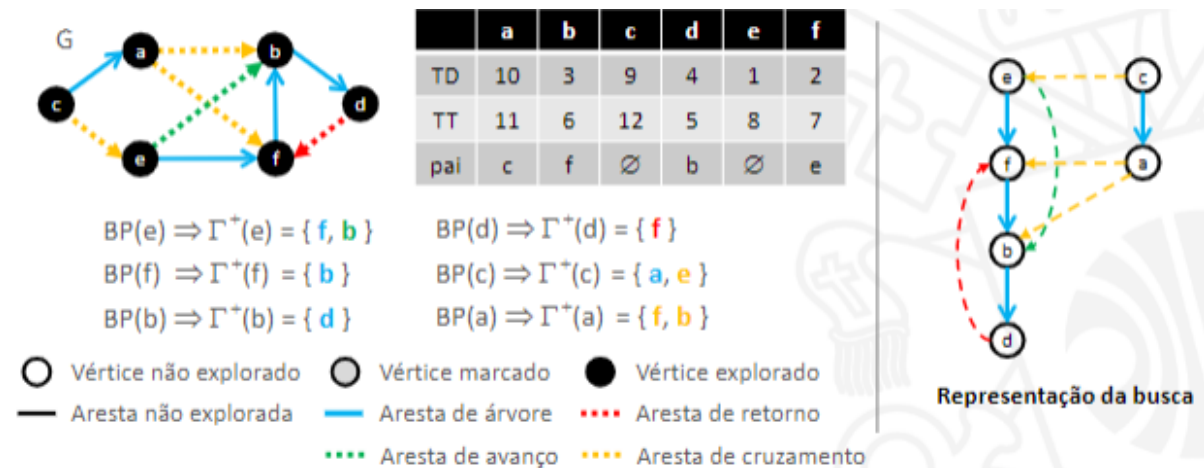 G
a
b
c
d
e
f
a b c d e f
TD 10 3 9 4 1 2
TT 11 6 12 5 8 7
pai c f ∅ b ∅ e
BP(e) ⇒ Γ⁺(e) = { f, b }
BP(f) ⇒ Γ⁺(f) = { b }
BP(b) ⇒ Γ⁺(b) = { d }
BP(d) ⇒ Γ⁺(d) = { f }
BP(c) ⇒ Γ⁺(c) = { a, e }
BP(a) ⇒ Γ⁺(a) = { f, b }
Vértice não explorado
Vértice marcado
Vértice explorado
Aresta não explorada
Aresta de árvore
Aresta de retorno
Aresta de avanço
Aresta de cruzamento
e
c
f
a
b
d
Representação da busca